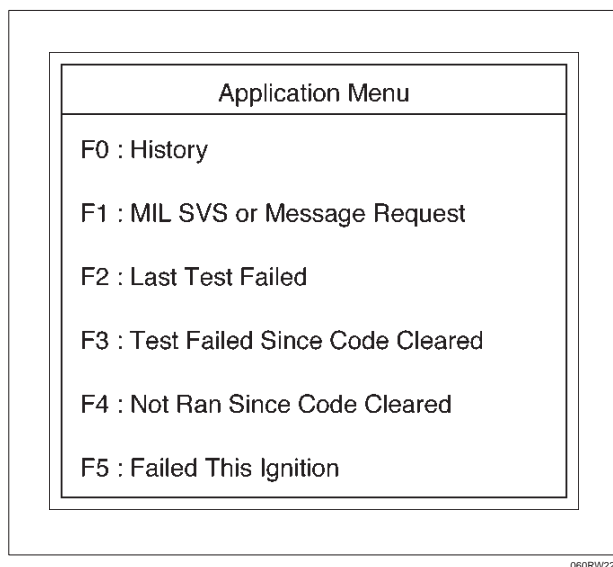 Application Menu
F0 : History
F1 : MIL SVS or Message Request
F2 : Last Test Failed
F3 : Test Failed Since Code Cleared
F4 : Not Ran Since Code Cleared
F5 : Failed This Ignition